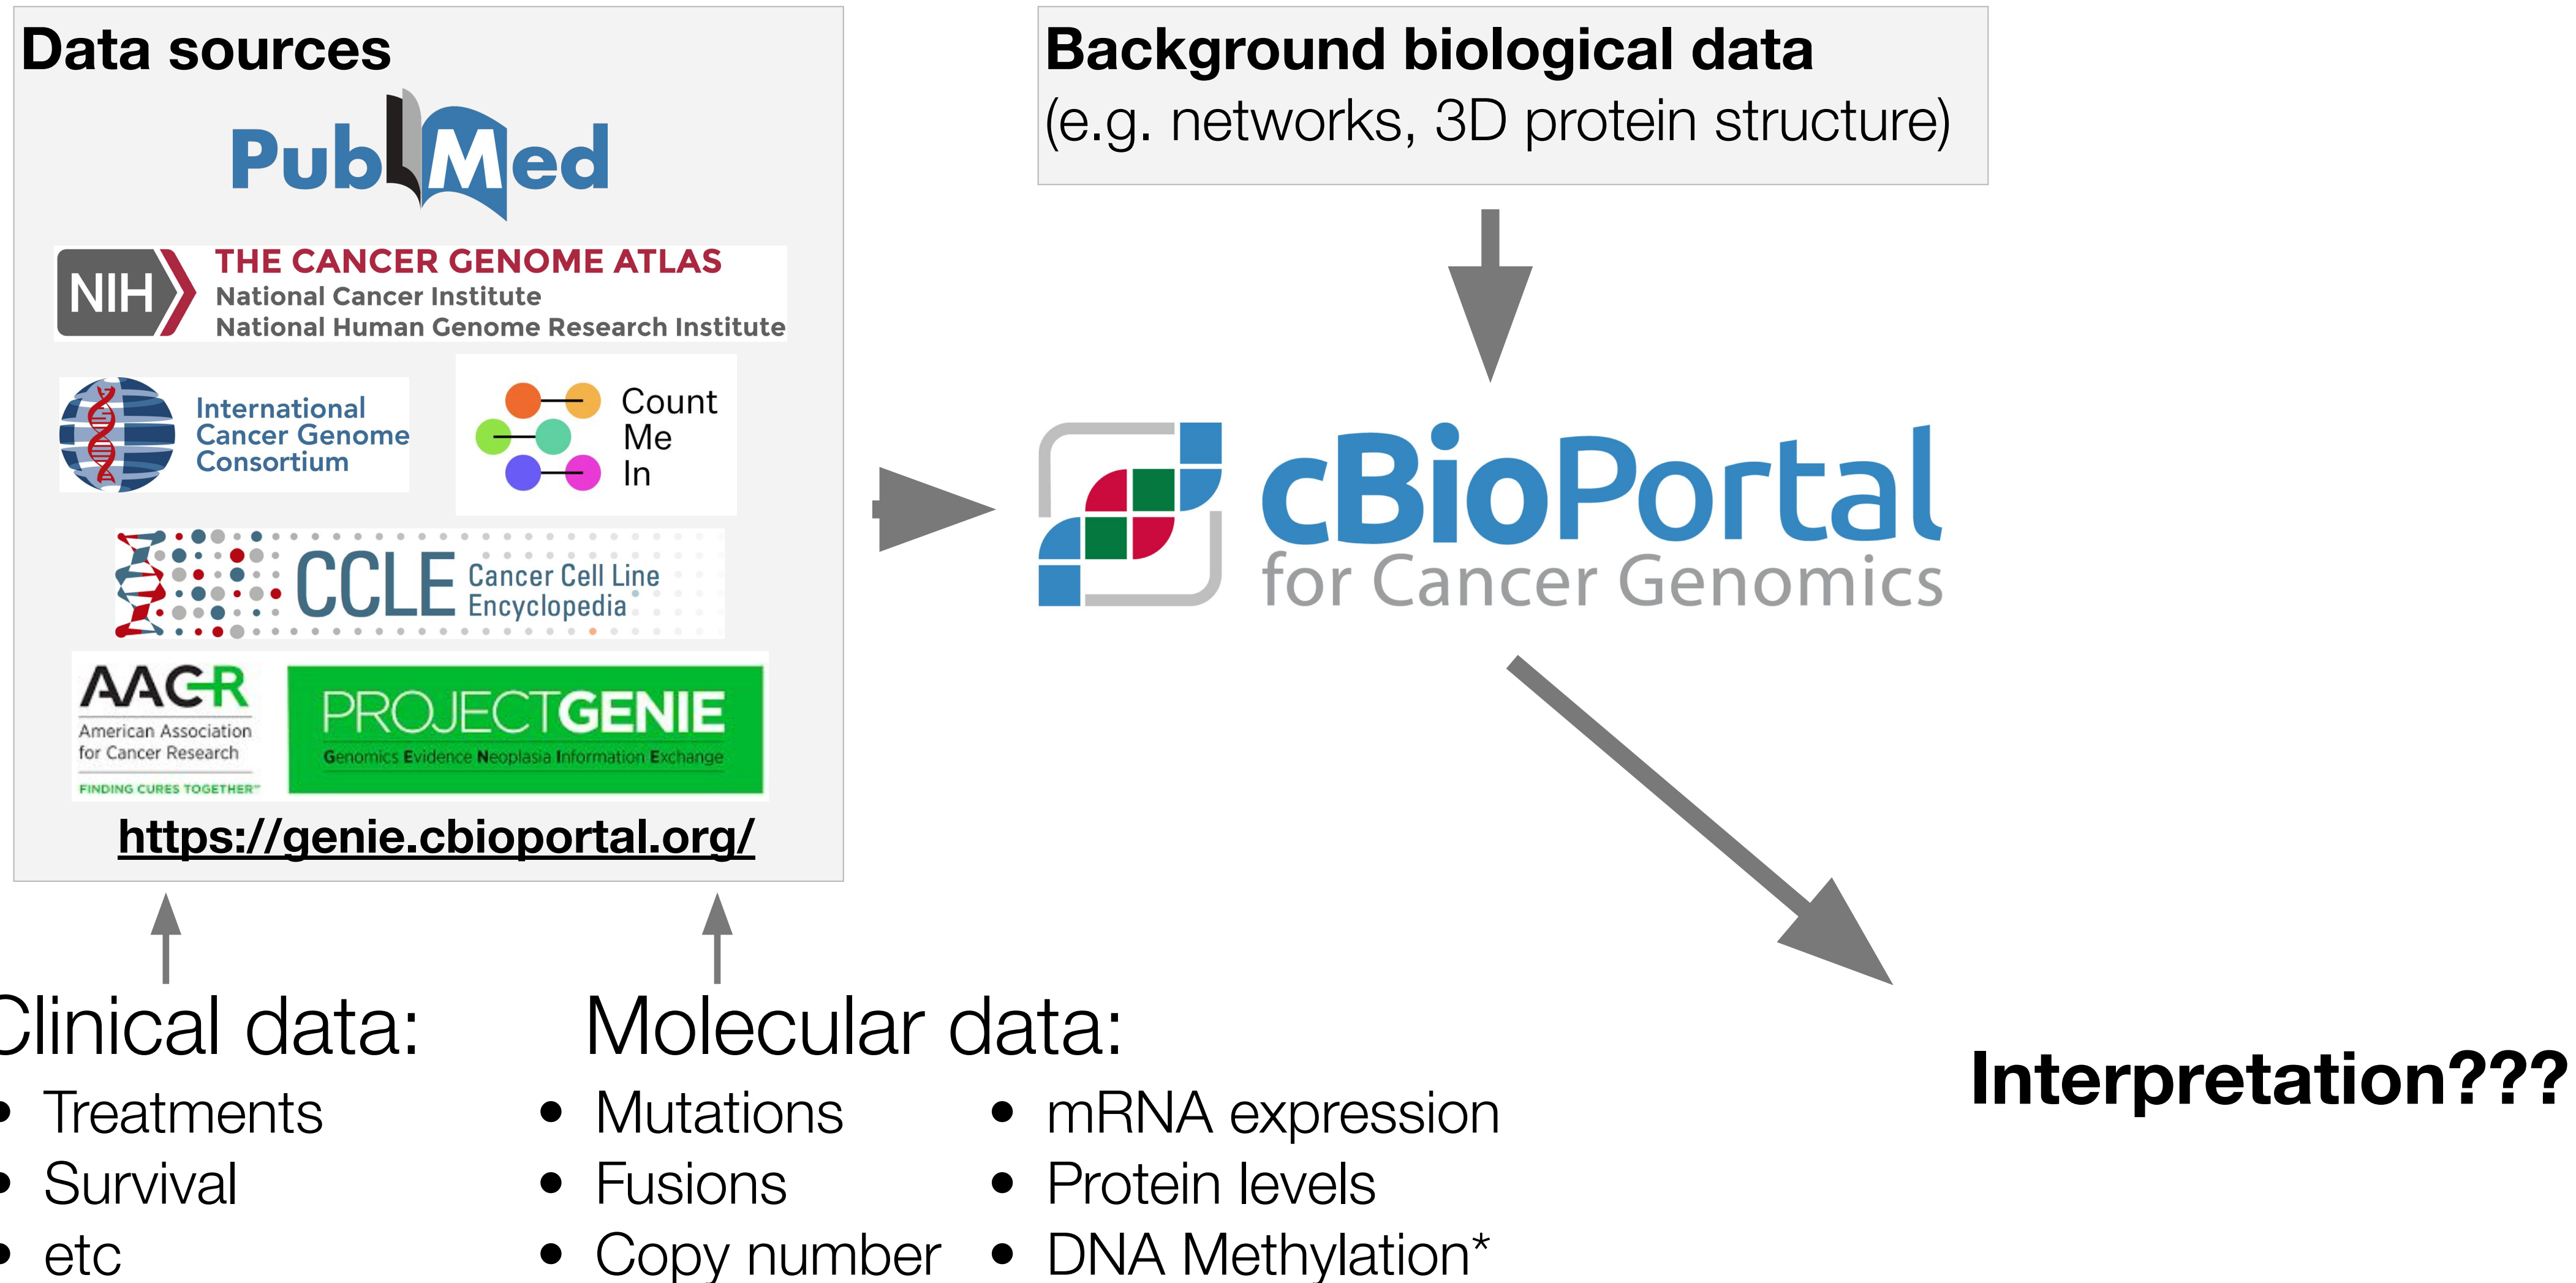 Data sources
PubMed
NIH
THE CANCER GENOME ATLAS
National Cancer Institute
National Human Genome Research Institute
International
Cancer Genome
Consortium
Count
Me
In
CCLE
Cancer Cell Line
Encyclopedia
AACR
American Association
for Cancer Research
FINDING CURES TOGETHER℠
PROJECTGENIE
Genomics Evidence Neoplasia Information Exchange
https://genie.cbioportal.org/
Background biological data
(e.g. networks, 3D protein structure)
cBioPortal
for Cancer Genomics
Clinical data:
• Treatments
• Survival
• etc
Molecular data:
• Mutations
• Fusions
• Copy number
• mRNA expression
• Protein levels
• DNA Methylation*
Interpretation???